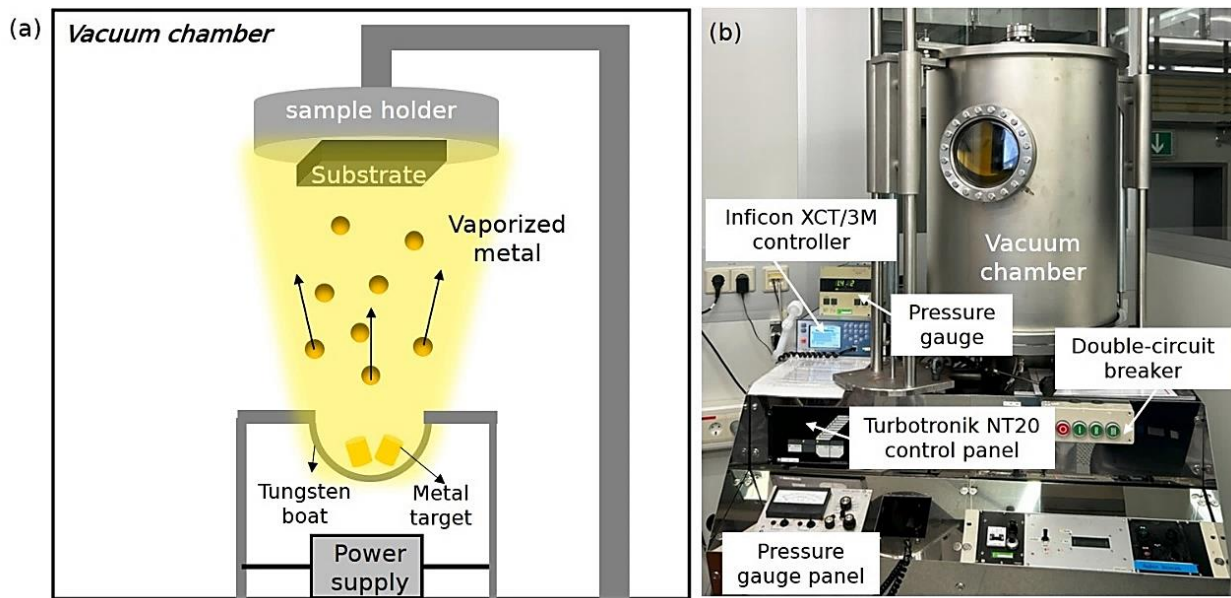 (a)
Vacuum chamber
sample holder
Substrate
Vaporized
metal
Tungsten
boat
Metal
target
Power
supply
(b)
Inficon XCT/3M
controller
Vacuum
chamber
Pressure
gauge
Double-circuit
breaker
Turbotronik NT20
control panel
Pressure
gauge panel